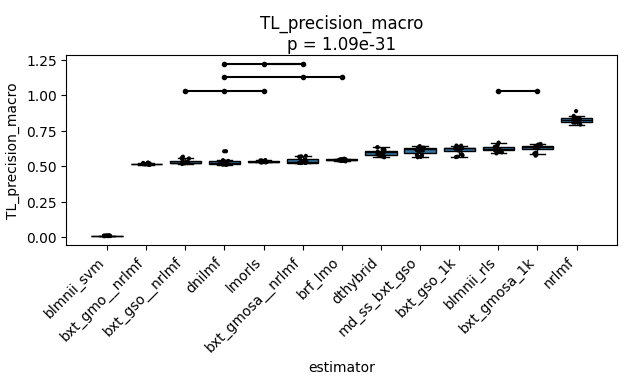 TL_precision_macro
p = 1.09e-31
TL_precision_macro
1.25
1.00
0.75
0.50
0.25
0.00
blmnii_svm
bxt_gmo__nrlmf
bxt_gso__nrlmf
dnilmf
lmorls
bxt_gmosa__nrlmf
brf_lmo
dthybrid
md_ss_bxt_gso
bxt_gso_1k
blmnii_rls
bxt_gmosa_1k
nrlmf
estimator